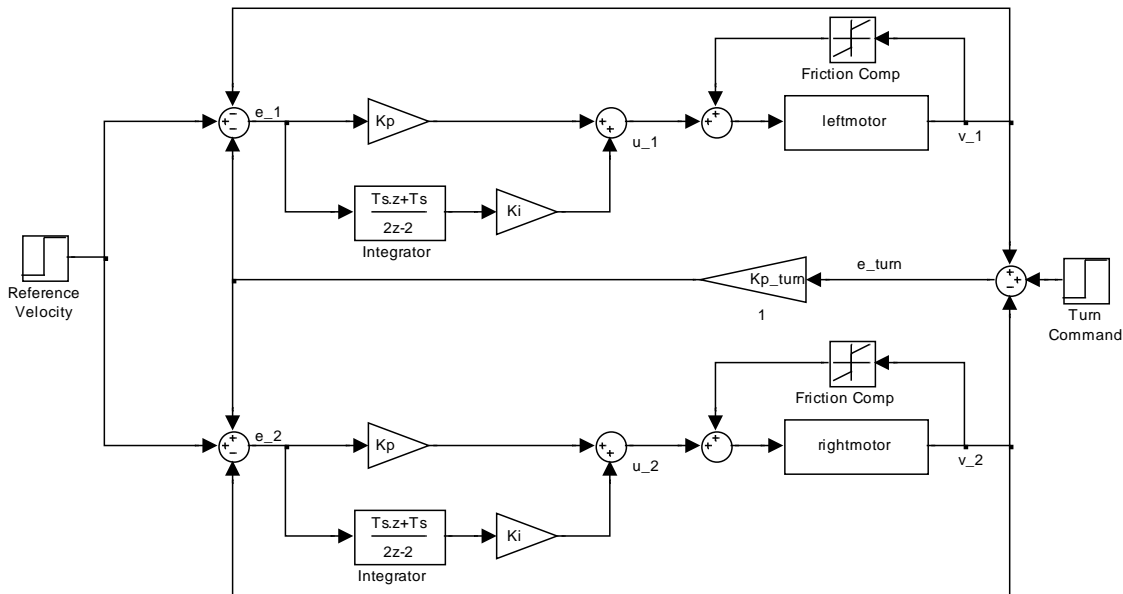 Friction Comp
e_1
Kp
u_1
leftmotor
v_1
Ts.z+Ts
2z-2
Ki
Integrator
Reference
Velocity
e_turn
Kp_turn
1
Turn
Command
Friction Comp
e_2
Kp
u_2
rightmotor
v_2
Ts.z+Ts
2z-2
Ki
Integrator